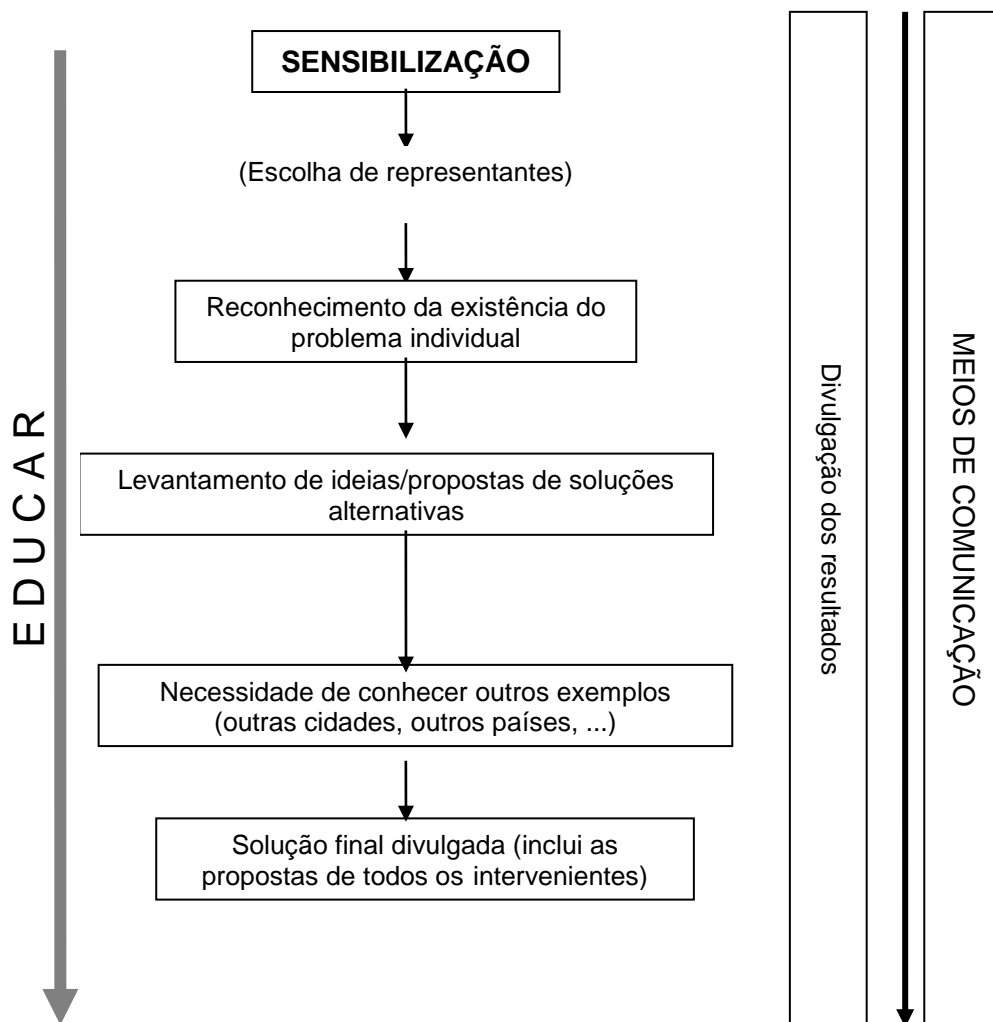 SENSIBILIZAÇÃO
(Escolha de representantes)
Reconhecimento da existência do
problema individual
Levantamento de ideias/propostas de soluções
alternativas
Necessidade de conhecer outros exemplos
(outras cidades, outros países, ...)
Solução final divulgada (inclui as
propostas de todos os intervenientes)
E D U C A R
Divulgação dos resultados
MEIOS DE COMUNICAÇÃO